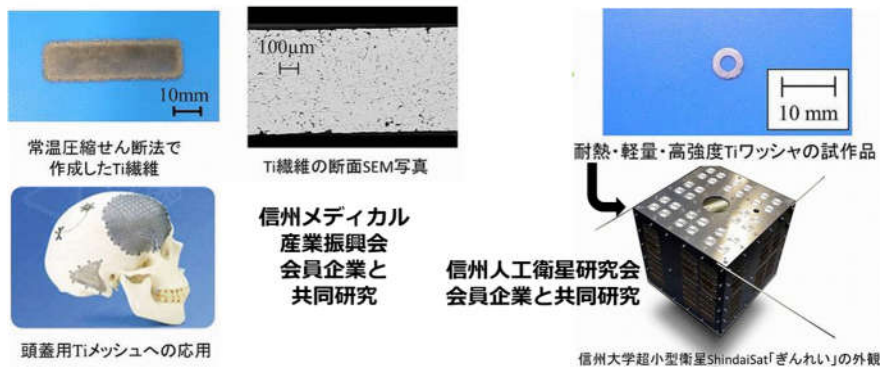 10mm
常温圧縮せん断法で
作成したTi繊維
100μm
Ti繊維の断面SEM写真
10 mm
耐熱・軽量・高強度Tiワッシャの試作品
信州メディカル
産業振興会
会員企業と
共同研究
信州人工衛星研究会
会員企業と共同研究
頭蓋用Tiメッシュへの応用
信州大学超小型衛星ShindaiSat「ぎんれい」の外観